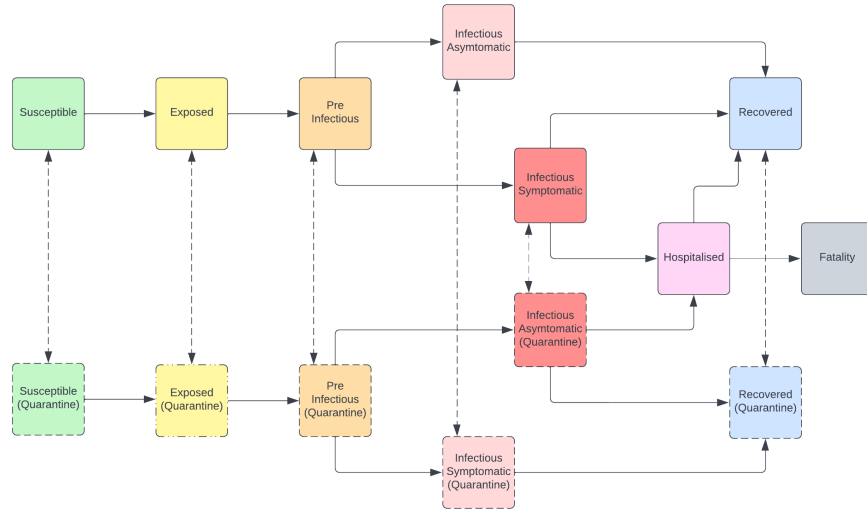 Infectious
Asymtomatic
Susceptible
Exposed
Pre
Infectious
Recovered
Infectious
Symptomatic
Hospitalised
Fatality
Infectious
Asymtomatic
(Quarantine)
Susceptible
(Quarantine)
Exposed
(Quarantine)
Pre
Infectious
(Quarantine)
Recovered
(Quarantine)
Infectious
Symptomatic
(Quarantine)